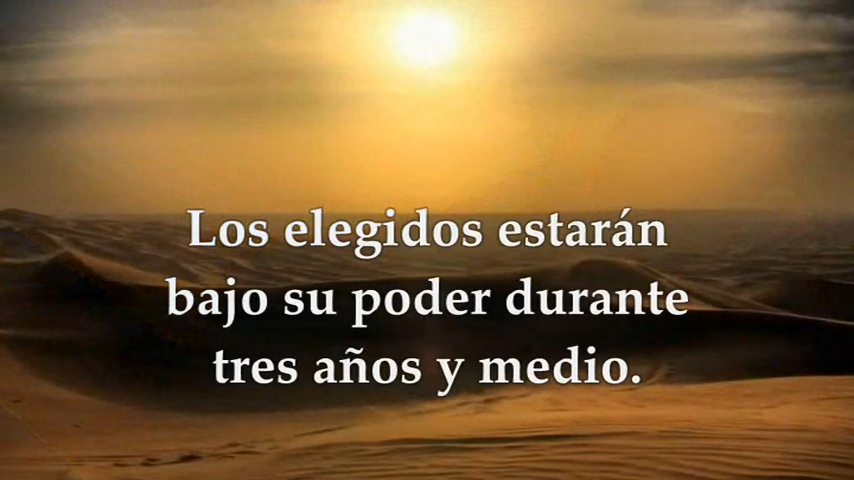 Los elegidos estarán
bajo su poder durante
tres años y medio.